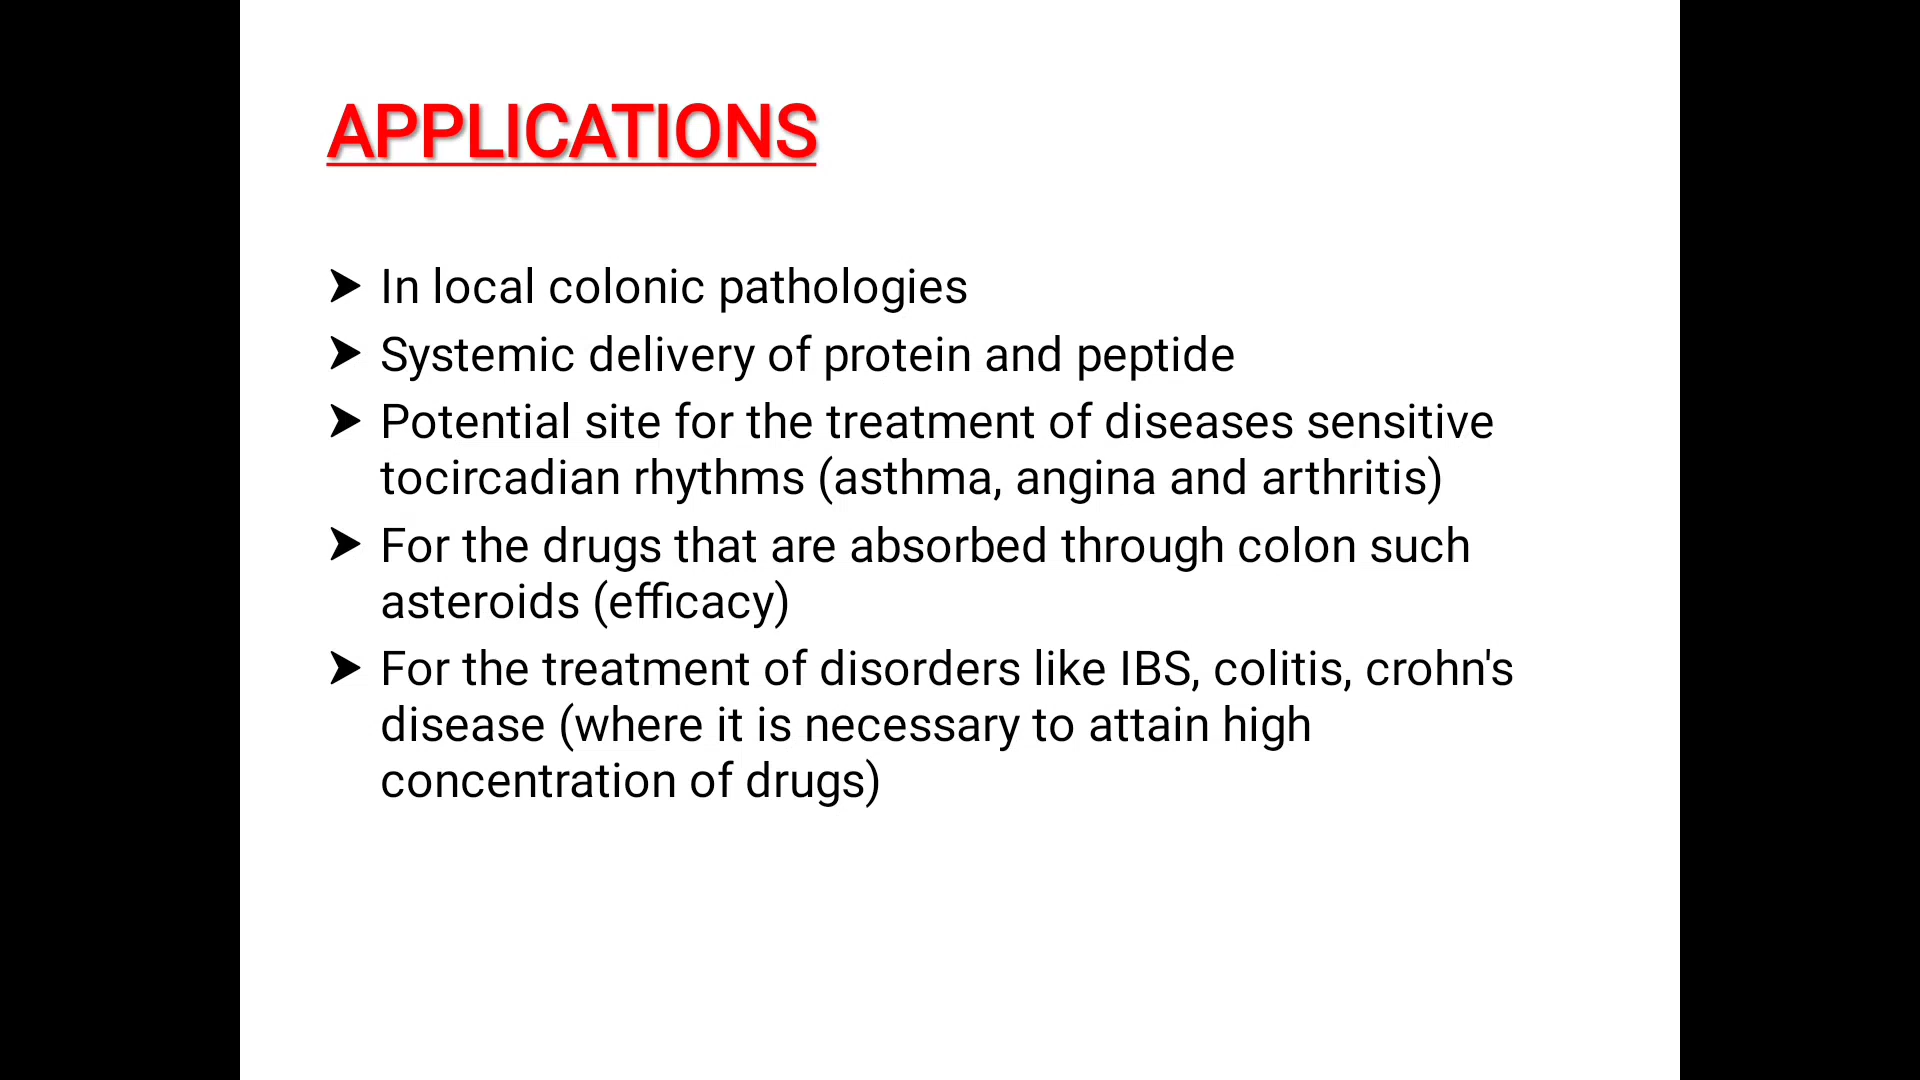 APPLICATIONS
➤ In local colonic pathologies
➤ Systemic delivery of protein and peptide
➤ Potential site for the treatment of diseases sensitive
tocircadian rhythms (asthma, angina and arthritis)
➤ For the drugs that are absorbed through colon such
asteroids (efficacy)
➤ For the treatment of disorders like IBS, colitis, crohn's
disease (where it is necessary to attain high
concentration of drugs)